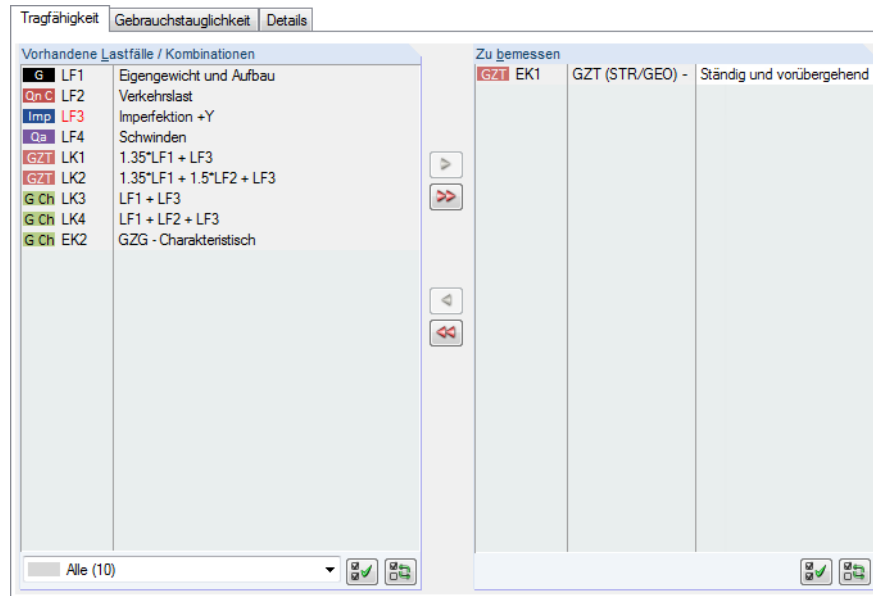 Tragfähigkeit Gebrauchstauglichkeit Details
Vorhandene Lastfälle / Kombinationen
G LF1 Eigengewicht und Aufbau
Qn C LF2 Verkehrslast
Imp LF3 Imperfektion +Y
Qa LF4 Schwinden
GZT LK1 1.35*LF1 + LF3
GZT LK2 1.35*LF1 + 1.5*LF2 + LF3
G Ch LK3 LF1 + LF3
G Ch LK4 LF1 + LF2 + LF3
G Ch EK2 GZG - Charakteristisch
Alle (10)
Zu bemessen
GZT EK1 GZT (STR/GEO) - Ständig und vorübergehend